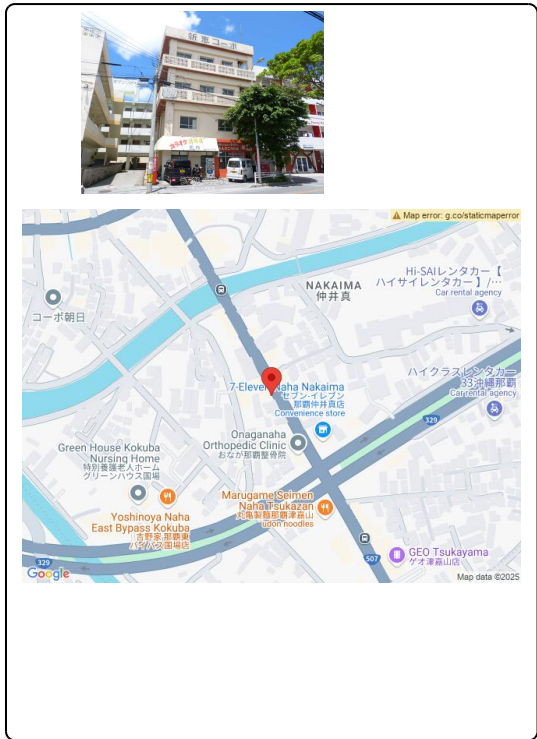 新里コーポ
カラオケ
Map error: g.co/staticmaperror
Hi-SAIレンタカー【
ハイサイレンタカー】/…
Car rental agency
NAKAIMA
仲井真
コーポ朝日
ハイクラスレンタカー
33沖縄那覇
Car rental agency
7-Eleven Naha Nakaima
セブン-イレブン
那覇仲井真店
Convenience store
329
Onaganaha
Orthopedic Clinic
おなが那覇整骨院
Green House Kokuba
Nursing Home
特別養護老人ホーム
グリーンハウス国場
Marugame Seimen
Naha Tsukazan
丸亀製麺那覇津嘉山
udon noodles
Yoshinoya Naha
East Bypass Kokuba
吉野家 那覇東
バイパス国場店
GEO Tsukayama
ゲオ津嘉山店
329
507
Google
Map data ©2025